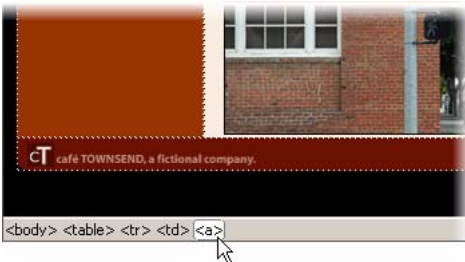 cT café TOWNSEND, a fictional company.
<body> <table> <tr> <td> <a>